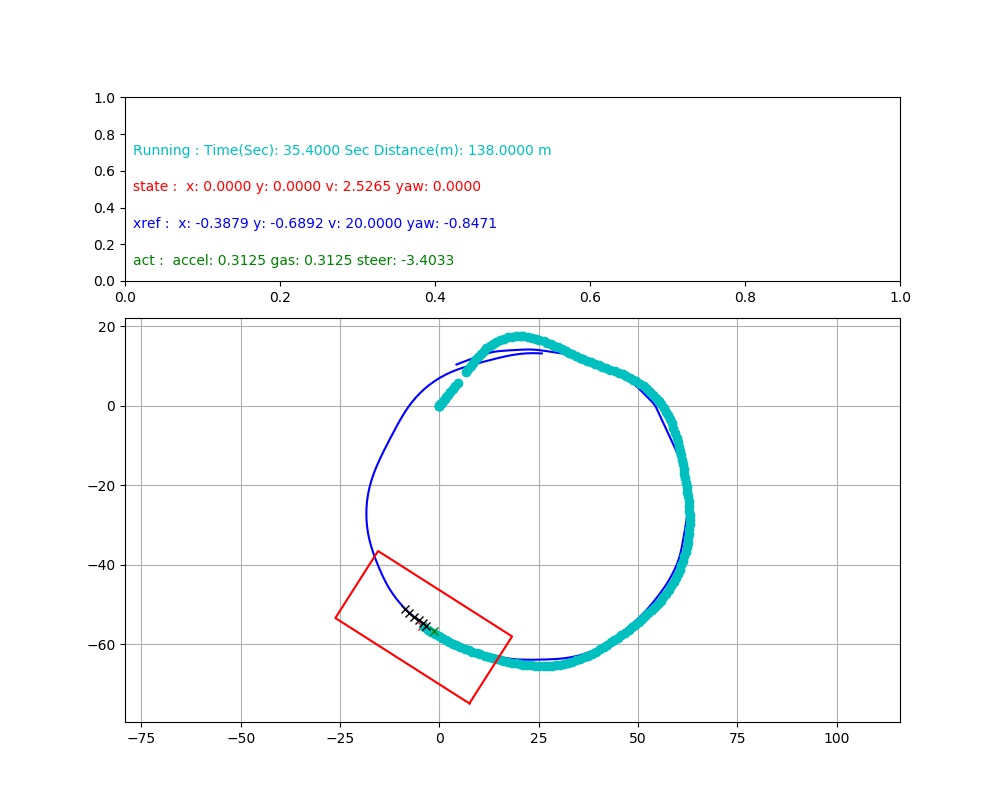 1.0
0.8
Running : Time(Sec): 35.4000 Sec Distance(m): 138.0000 m
0.6
state :  x: 0.0000 y: 0.0000 v: 2.5265 yaw: 0.0000
0.4
xref :  x: -0.3879 y: -0.6892 v: 20.0000 yaw: -0.8471
0.2
act :  accel: 0.3125 gas: 0.3125 steer: -3.4033
0.0
0.0 0.2 0.4 0.6 0.8 1.0
20
0
−20
−40
−60
−75 −50 −25 0 25 50 75 100